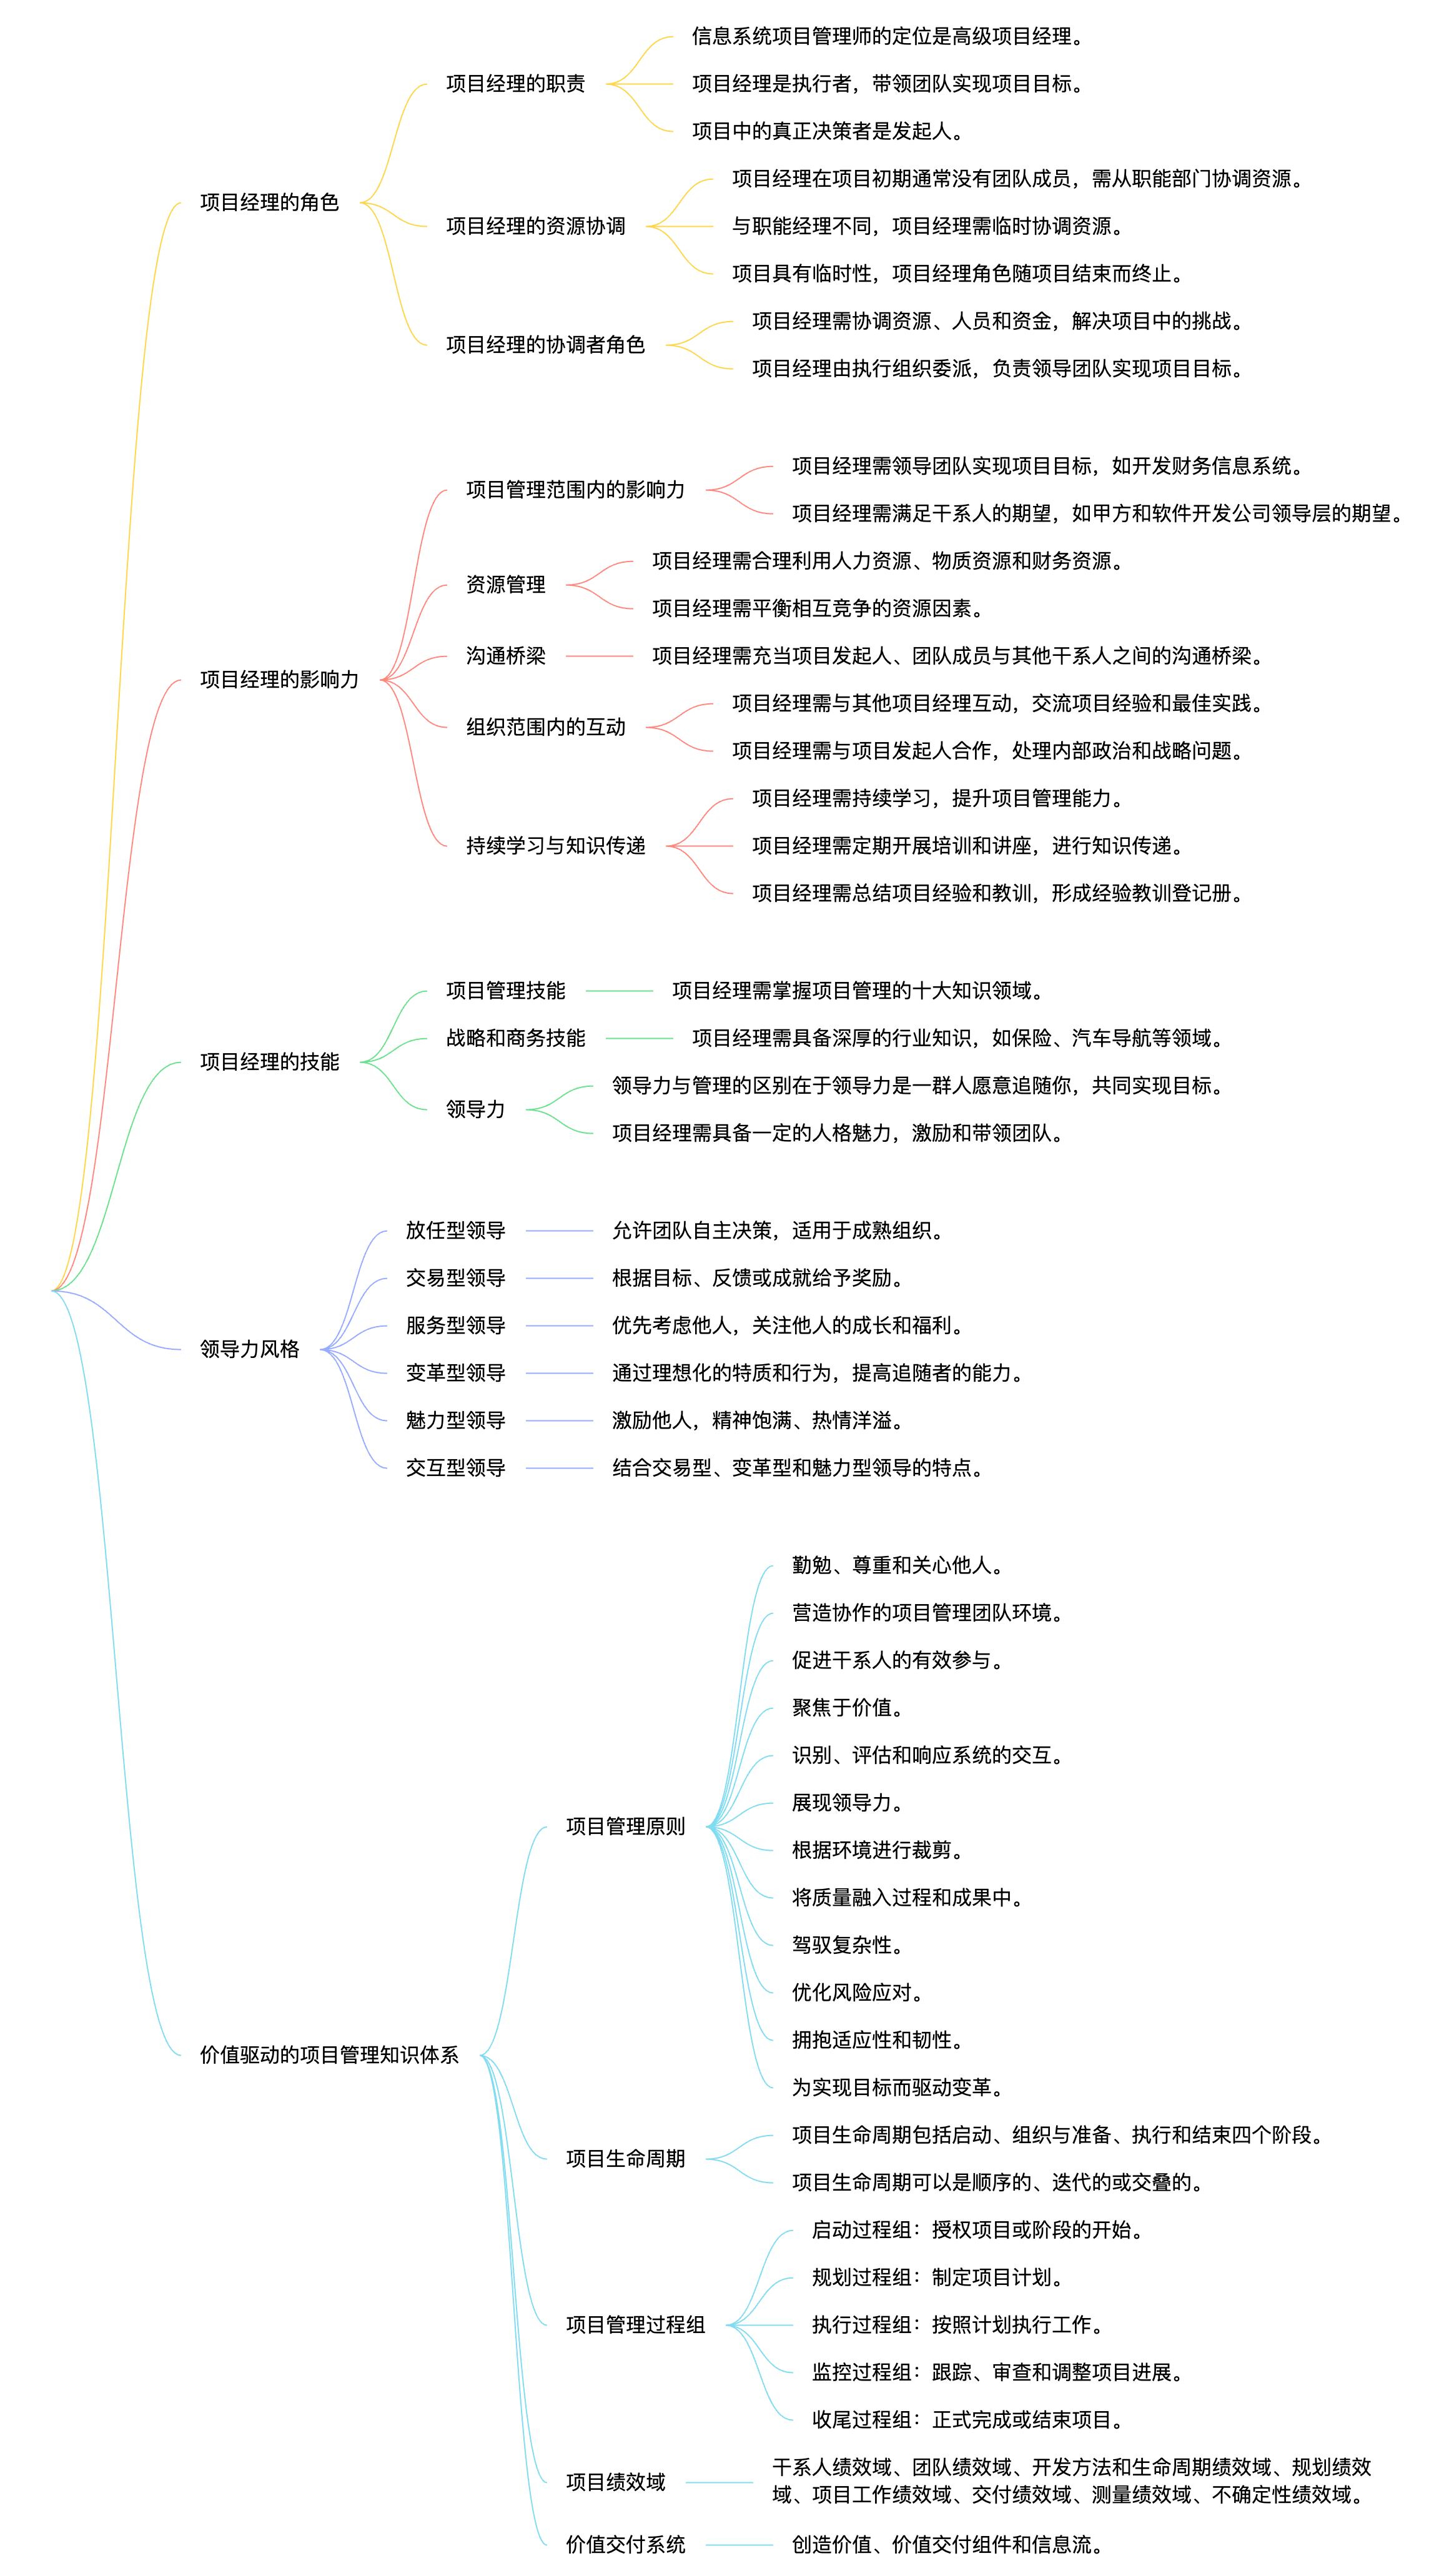 项目经理的角色
项目经理的职责
信息系统项目管理师的定位是高级项目经理。
项目经理是执行者，带领团队实现项目目标。
项目中的真正决策者是发起人。
项目经理的资源协调
项目经理在项目初期通常没有团队成员，需从职能部门协调资源。
与职能经理不同，项目经理需临时协调资源。
项目具有临时性，项目经理角色随项目结束而终止。
项目经理的协调者角色
项目经理需协调资源、人员和资金，解决项目中的挑战。
项目经理由执行组织委派，负责领导团队实现项目目标。
项目经理的影响力
项目管理范围内的影响力
项目经理需领导团队实现项目目标，如开发财务信息系统。
项目经理需满足干系人的期望，如甲方和软件开发公司领导层的期望。
资源管理
项目经理需合理利用人力资源、物质资源和财务资源。
项目经理需平衡相互竞争的资源因素。
沟通桥梁
项目经理需充当项目发起人、团队成员与其他干系人之间的沟通桥梁。
组织范围内的互动
项目经理需与其他项目经理互动，交流项目经验和最佳实践。
项目经理需与项目发起人合作，处理内部政治和战略问题。
持续学习与知识传递
项目经理需持续学习，提升项目管理能力。
项目经理需定期开展培训和讲座，进行知识传递。
项目经理需总结项目经验和教训，形成经验教训登记册。
项目经理的技能
项目管理技能
项目经理需掌握项目管理的十大知识领域。
战略和商务技能
项目经理需具备深厚的行业知识，如保险、汽车导航等领域。
领导力
领导力与管理的区别在于领导力是一群人愿意追随你，共同实现目标。
项目经理需具备一定的人格魅力，激励和带领团队。
领导力风格
放任型领导
允许团队自主决策，适用于成熟组织。
交易型领导
根据目标、反馈或成就给予奖励。
服务型领导
优先考虑他人，关注他人的成长和福利。
变革型领导
通过理想化的特质和行为，提高追随者的能力。
魅力型领导
激励他人，精神饱满、热情洋溢。
交互型领导
结合交易型、变革型和魅力型领导的特点。
价值驱动的项目管理知识体系
项目管理原则
勤勉、尊重和关心他人。
营造协作的项目管理团队环境。
促进干系人的有效参与。
聚焦于价值。
识别、评估和响应系统的交互。
展现领导力。
根据环境进行裁剪。
将质量融入过程和成果中。
驾驭复杂性。
优化风险应对。
拥抱适应性和韧性。
为实现目标而驱动变革。
项目生命周期
项目生命周期包括启动、组织与准备、执行和结束四个阶段。
项目生命周期可以是顺序的、迭代的或交叠的。
项目管理过程组
启动过程组：授权项目或阶段的开始。
规划过程组：制定项目计划。
执行过程组：按照计划执行工作。
监控过程组：跟踪、审查和调整项目进展。
收尾过程组：正式完成或结束项目。
项目绩效域
干系人绩效域、团队绩效域、开发方法和生命周期绩效域、规划绩效
域、项目工作绩效域、交付绩效域、测量绩效域、不确定性绩效域。
价值交付系统
创造价值、价值交付组件和信息流。